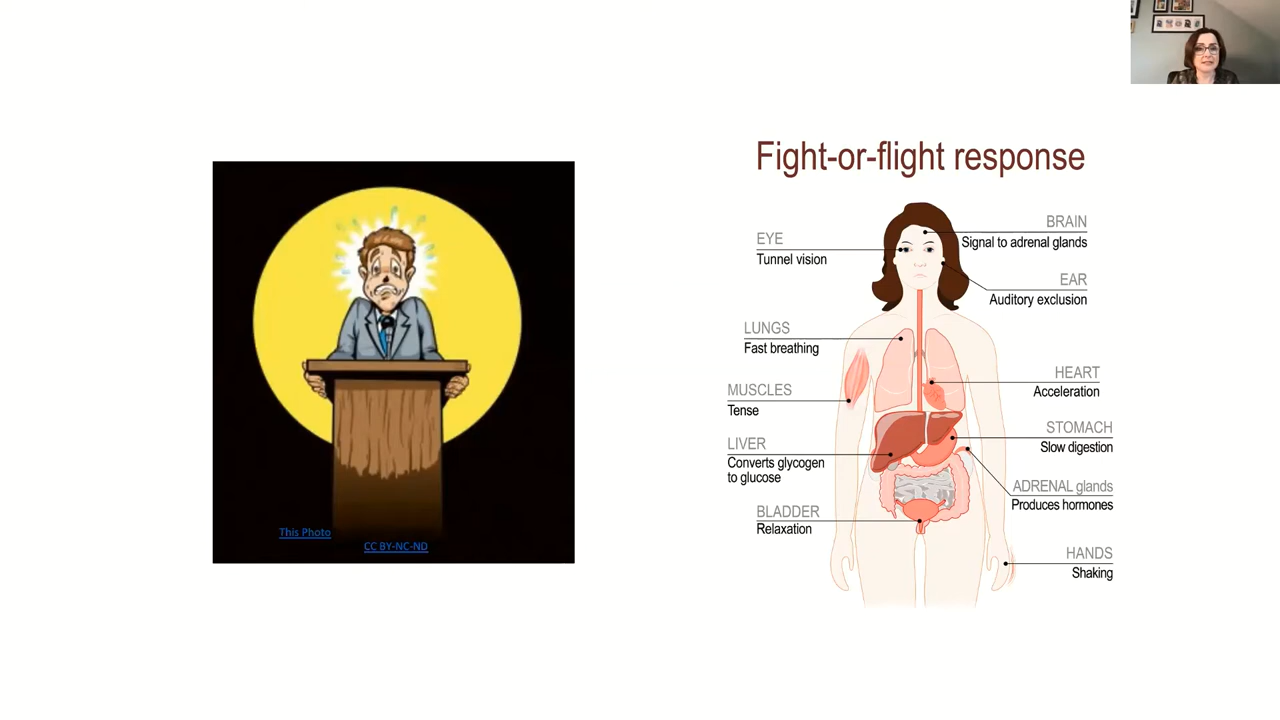 This Photo
CC BY-NC-ND
Fight-or-flight response
EYE
Tunnel vision
LUNGS
Fast breathing
MUSCLES
Tense
LIVER
Converts glycogen
to glucose
BLADDER
Relaxation
BRAIN
Signal to adrenal glands
EAR
Auditory exclusion
HEART
Acceleration
STOMACH
Slow digestion
ADRENAL glands
Produces hormones
HANDS
Shaking